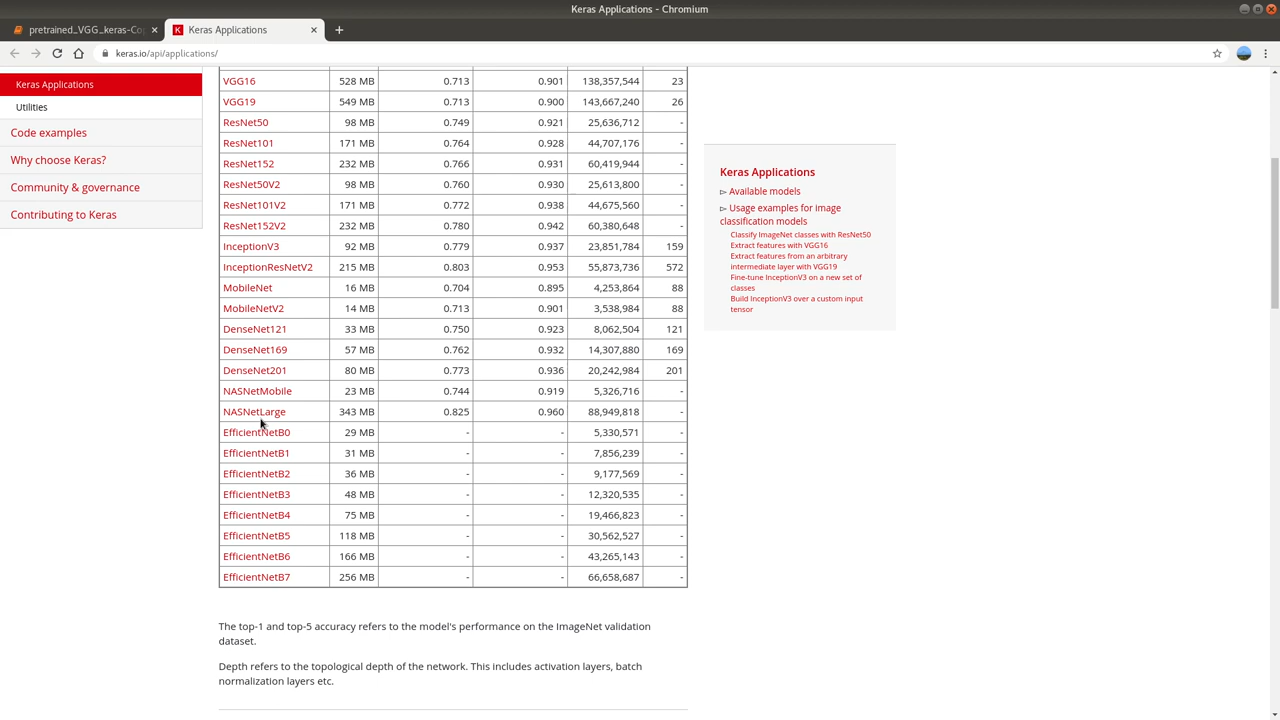 Keras Applications - Chromium
pretrained_VGG_keras-Co
Keras Applications
keras.io/api/applications/
Keras Applications
Utilities
Code examples
Why choose Keras?
Community & governance
Contributing to Keras
VGG16 528 MB 0.713 0.901 138,357,544 23
VGG19 549 MB 0.713 0.900 143,667,240 26
ResNet50 98 MB 0.749 0.921 25,636,712 -
ResNet101 171 MB 0.764 0.928 44,707,176 -
ResNet152 232 MB 0.766 0.931 60,419,944 -
ResNet50V2 98 MB 0.760 0.930 25,613,800 -
ResNet101V2 171 MB 0.772 0.938 44,675,560 -
ResNet152V2 232 MB 0.780 0.942 60,380,648 -
InceptionV3 92 MB 0.779 0.937 23,851,784 159
InceptionResNetV2 215 MB 0.803 0.953 55,873,736 572
MobileNet 16 MB 0.704 0.895 4,253,864 88
MobileNetV2 14 MB 0.713 0.901 3,538,984 88
DenseNet121 33 MB 0.750 0.923 8,062,504 121
DenseNet169 57 MB 0.762 0.932 14,307,880 169
DenseNet201 80 MB 0.773 0.936 20,242,984 201
NASNetMobile 23 MB 0.744 0.919 5,326,716 -
NASNetLarge 343 MB 0.825 0.960 88,949,818 -
EfficientNetB0 29 MB - - 5,330,571 -
EfficientNetB1 31 MB - - 7,856,239 -
EfficientNetB2 36 MB - - 9,177,569 -
EfficientNetB3 48 MB - - 12,320,535 -
EfficientNetB4 75 MB - - 19,466,823 -
EfficientNetB5 118 MB - - 30,562,527 -
EfficientNetB6 166 MB - - 43,265,143 -
EfficientNetB7 256 MB - - 66,658,687 -
The top-1 and top-5 accuracy refers to the model's performance on the ImageNet validation
dataset.
Depth refers to the topological depth of the network. This includes activation layers, batch
normalization layers etc.
Keras Applications
▻ Available models
▻ Usage examples for image
classification models
Classify ImageNet classes with ResNet50
Extract features with VGG16
Extract features from an arbitrary
intermediate layer with VGG19
Fine-tune InceptionV3 on a new set of
classes
Build InceptionV3 over a custom input
tensor